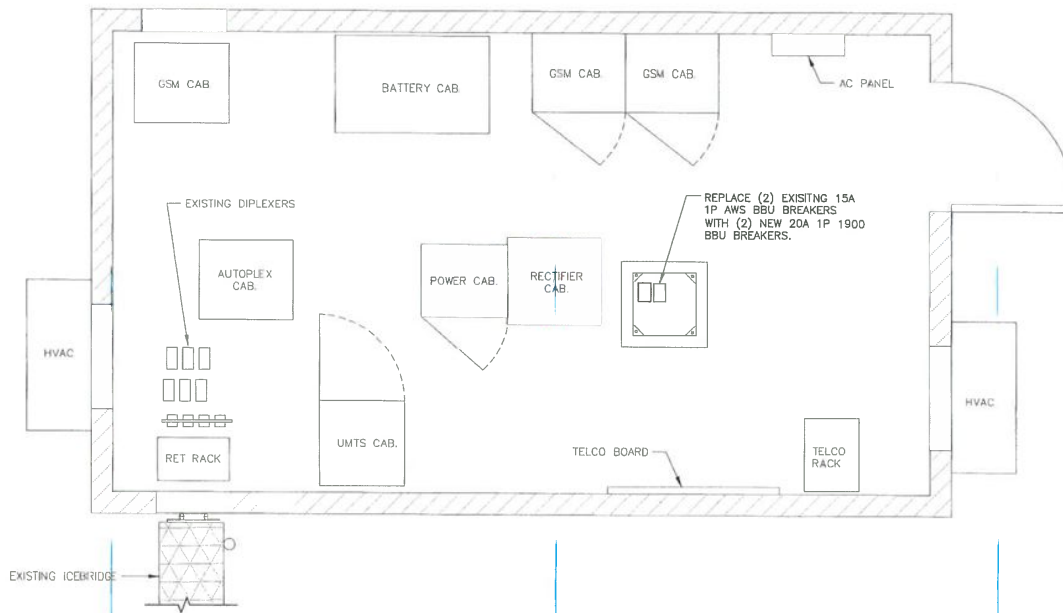 GSM CAB.
BATTERY CAB.
GSM CAB.
GSM CAB.
AC PANEL
EXISTING DIPLEXERS
REPLACE (2) EXISITNG 15A
1P AWS BBU BREAKERS
WITH (2) NEW 20A 1P 1900
BBU BREAKERS.
AUTOPLEX
CAB.
POWER CAB.
RECTIFIER
CAB.
HVAC
HVAC
RET RACK
UMTS CAB.
TELCO BOARD
TELCO
RACK
EXISTING ICEBRIDGE